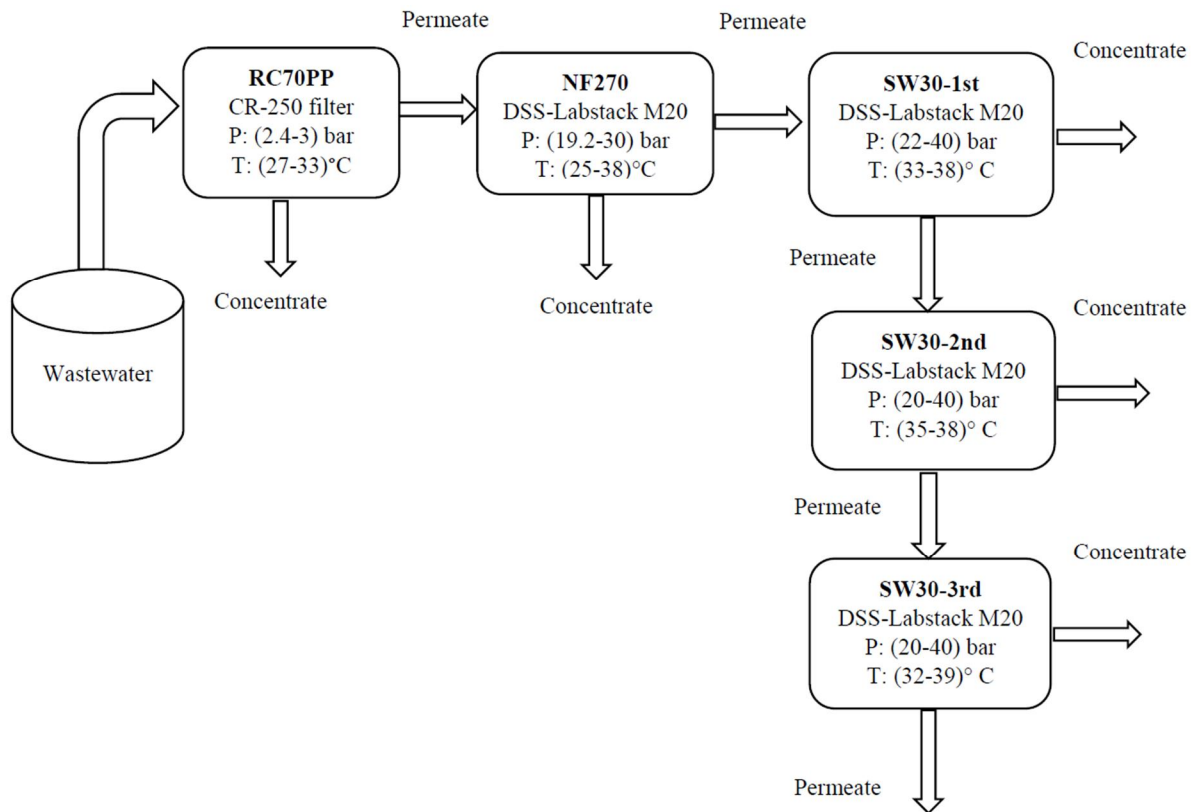 Permeate
Permeate
Concentrate
RC70PP
CR-250 filter
P: (2.4-3) bar
T: (27-33)°C
NF270
DSS-Labstack M20
P: (19.2-30) bar
T: (25-38)°C
SW30-1st
DSS-Labstack M20
P: (22-40) bar
T: (33-38)° C
Permeate
Concentrate
Concentrate
Concentrate
Wastewater
SW30-2nd
DSS-Labstack M20
P: (20-40) bar
T: (35-38)° C
Permeate
Concentrate
SW30-3rd
DSS-Labstack M20
P: (20-40) bar
T: (32-39)° C
Permeate